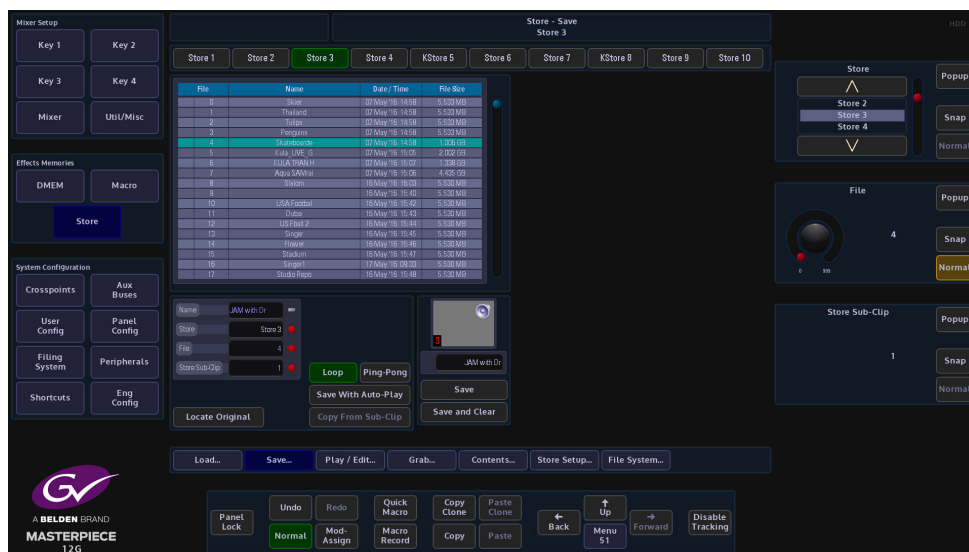 Mixer Setup
Key 1
Key 2
Key 3
Key 4
Mixer
Util/Misc
Effects Memories
DMEM
Macro
Store
System Configuration
Crosspoints
Aux
Buses
User
Config
Panel
Config
Filing
System
Peripherals
Shortcuts
Eng
Config
A BELDEN BRAND
MASTERPIECE
12G
Store - Save
Store 3
Store 1
Store 2
Store 3
Store 4
KStore 5
Store 6
Store 7
KStore 8
Store 9
Store 10
File Name Date / Time File Size
0 Skier 07 May '16 14:58 5.530 MB
1 Thailand 07 May '16 14:58 5.530 MB
2 Tulips 07 May '16 14:58 5.530 MB
3 Penguins 07 May '16 14:58 5.530 MB
4 Skateboarde 07 May '16 14:58 1.006 GB
5 Kula_LIVE_G 07 May '16 15:05 2.002 GB
6 KULA TRAN H 07 May '16 15:07 1.336 GB
7 Aqua SAMrai 07 May '16 15:06 4.435 GB
8 Slalom 16 May '16 16:03 5.530 MB
9 16 May '16 15:40 5.530 MB
10 USA Footbal 16 May '16 15:42 5.530 MB
11 Dubai 16 May '16 15:43 5.530 MB
12 US Fball 2 16 May '16 15:44 5.530 MB
13 Singer 16 May '16 15:45 5.530 MB
14 Flower 16 May '16 15:46 5.530 MB
15 Stadium 16 May '16 15:47 5.530 MB
16 Singer1 17 May '16 09:33 5.530 MB
17 Studio Repo 16 May '16 15:48 5.530 MB
Name JAM with Dr
Store Store 3
File 4
Store Sub-Clip 1
Loop
Ping-Pong
Save With Auto-Play
Locate Original
Copy From Sub-Clip
3
JAM with Dr
Save
Save and Clear
Load...
Save...
Play / Edit...
Grab...
Contents...
Store Setup...
File System...
Panel
Lock
Undo
Redo
Normal
Mod-
Assign
Quick
Macro
Macro
Record
Copy
Clone
Paste
Clone
Copy
Paste
Back
Up
Menu
51
Forward
Disable
Tracking
HDD
Store
Store 2
Store 3
Store 4
Popup
Snap
Normal
File
4
0 999
Popup
Snap
Normal
Store Sub-Clip
1
Popup
Snap
Normal